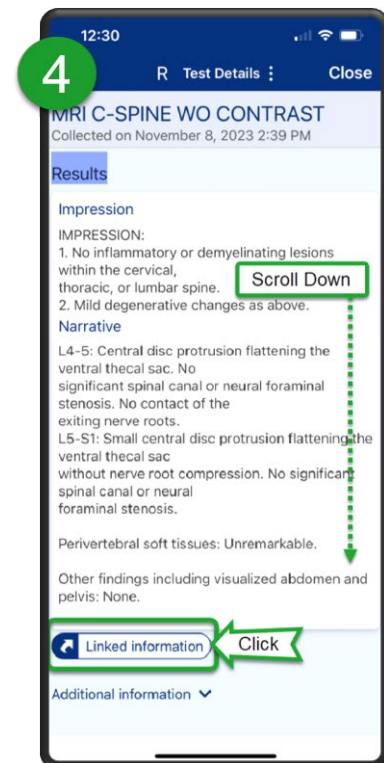 12:30
4
R Test Details Close
MRI C-SPINE WO CONTRAST
Collected on November 8, 2023 2:39 PM
Results
Impression
IMPRESSION:
1. No inflammatory or demyelinating lesions
within the cervical,
thoracic, or lumbar spine.
Scroll Down
2. Mild degenerative changes as above.
Narrative
L4-5: Central disc protrusion flattening the
ventral thecal sac. No
significant spinal canal or neural foraminal
stenosis. No contact of the
exiting nerve roots.
L5-S1: Small central disc protrusion flattening the
ventral thecal sac
without nerve root compression. No significant
spinal canal or neural
foraminal stenosis.
Perivertebral soft tissues: Unremarkable.
Other findings including visualized abdomen and
pelvis: None.
Linked information
Click
Additional information